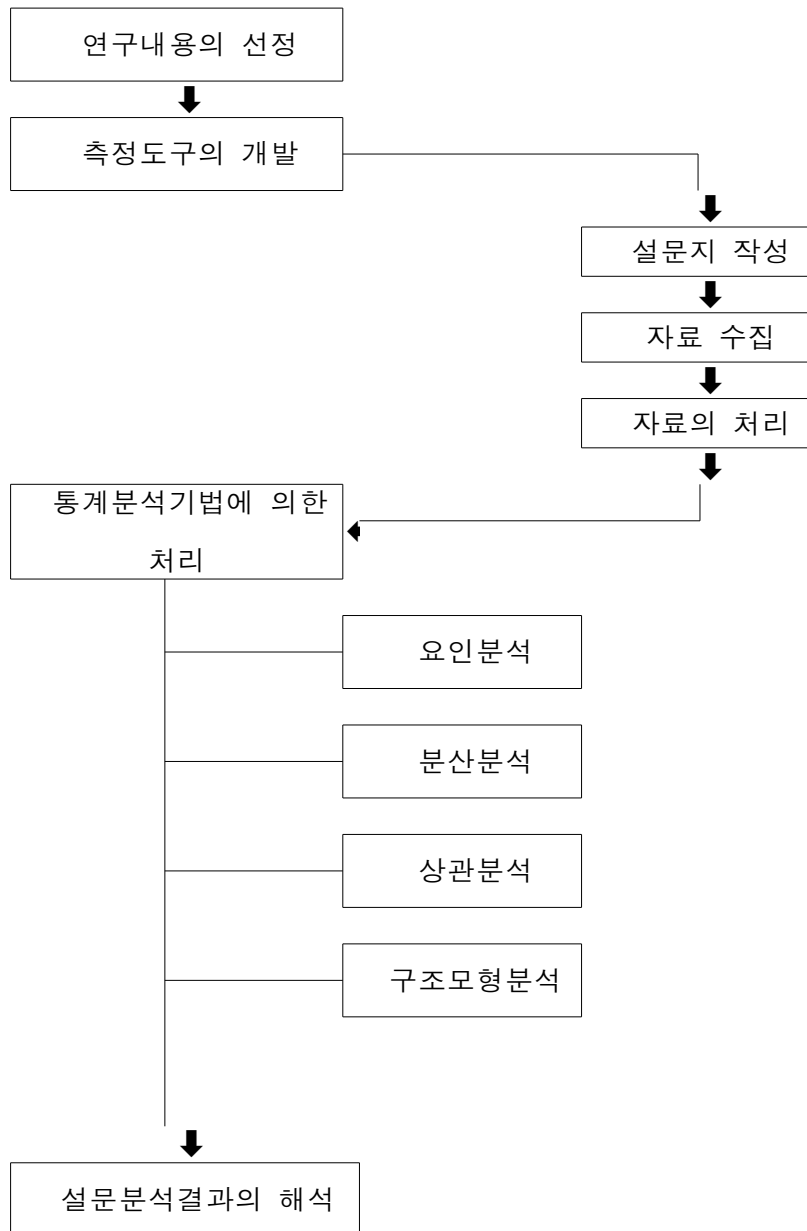 연구내용의 선정
측정도구의 개발
설문지 작성
자료 수집
자료의 처리
통계분석기법에 의한
처리
요인분석
분산분석
상관분석
구조모형분석
설문분석결과의 해석